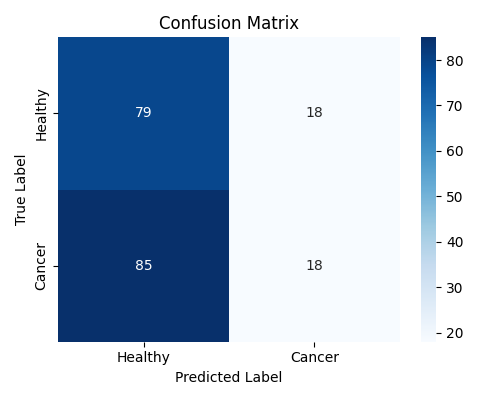 Confusion Matrix
True Label
Healthy
79
18
Cancer
85
18
Healthy
Cancer
Predicted Label
80
70
60
50
40
30
20